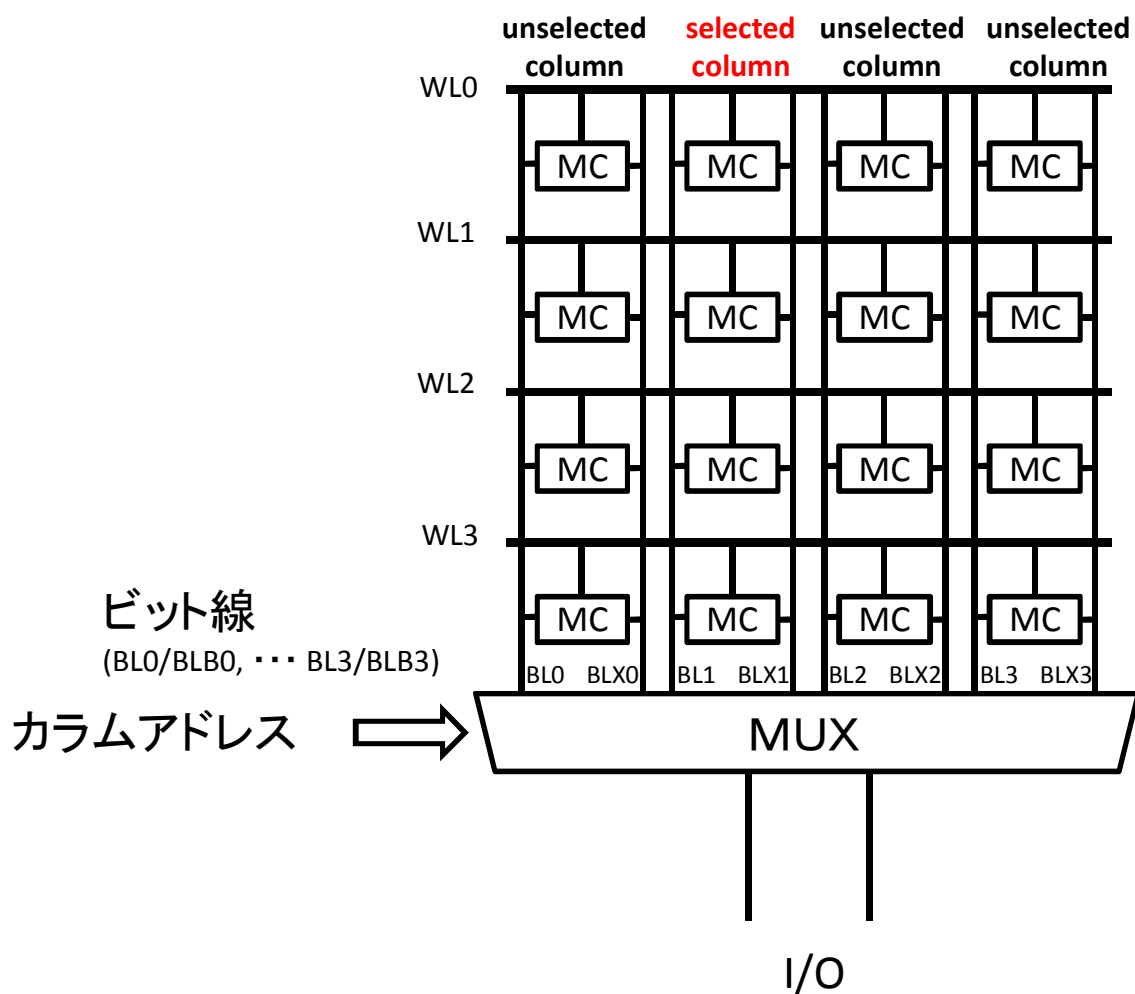 unselected column
selected column
unselected column
unselected column
WL0
MC MC MC MC
WL1
MC MC MC MC
WL2
MC MC MC MC
WL3
MC MC MC MC
ビット線
(BL0/BLB0, ・・・ BL3/BLB3)
BL0 BLX0 BL1 BLX1 BL2 BLX2 BL3 BLX3
カラムアドレス
MUX
I/O